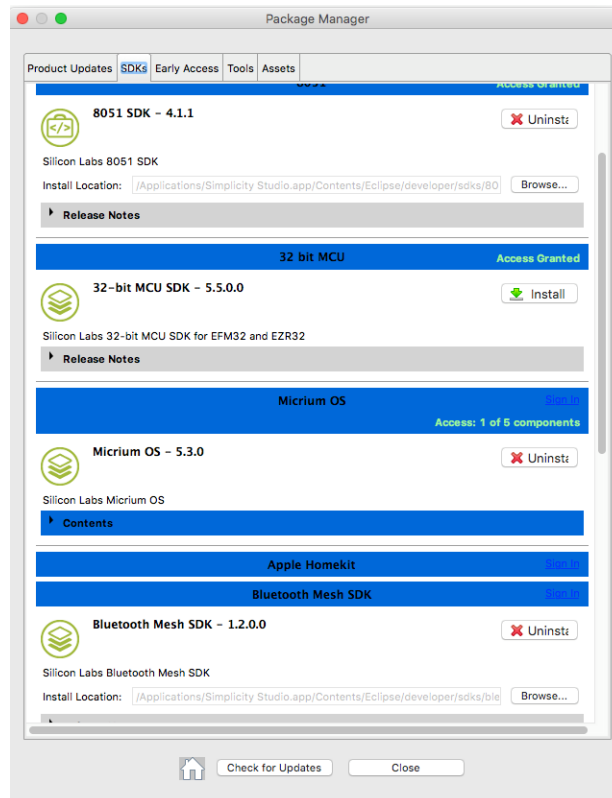 Package Manager
Product Updates SDKs Early Access Tools Assets
8051 Access Granted
8051 SDK - 4.1.1
Uninsta
Silicon Labs 8051 SDK
Install Location: /Applications/Simplicity Studio.app/Contents/Eclipse/developer/sdks/80 Browse...
Release Notes
32 bit MCU Access Granted
32-bit MCU SDK - 5.5.0.0
Install
Silicon Labs 32-bit MCU SDK for EFM32 and EZR32
Release Notes
Micrium OS Sign In
Access: 1 of 5 components
Micrium OS - 5.3.0
Uninsta
Silicon Labs Micrium OS
Contents
Apple Homekit Sign In
Bluetooth Mesh SDK Sign In
Bluetooth Mesh SDK - 1.2.0.0
Uninsta
Silicon Labs Bluetooth Mesh SDK
Install Location: /Applications/Simplicity Studio.app/Contents/Eclipse/developer/sdks/ble Browse...
Check for Updates Close